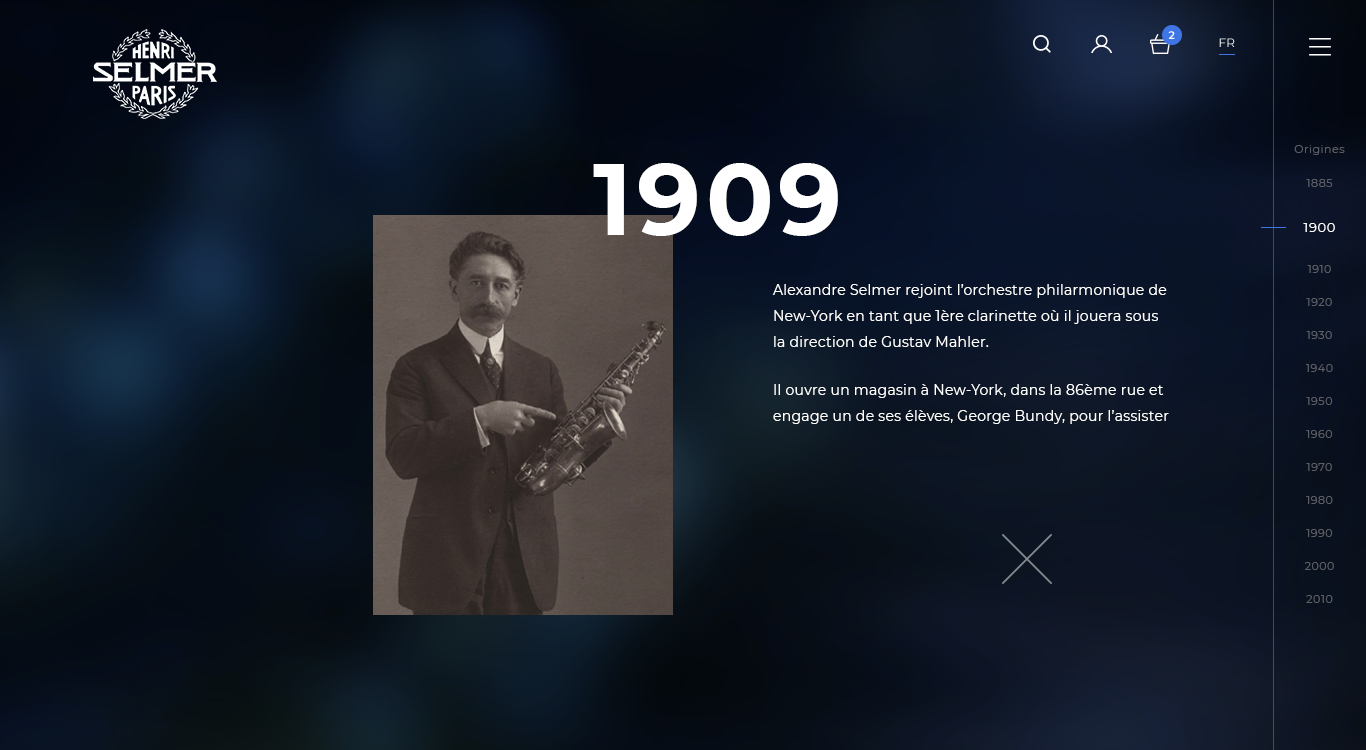 HENRI
SELMER
PARIS
2
FR
1909
Alexandre Selmer rejoint l’orchestre philarmonique de
New-York en tant que 1ère clarinette où il jouera sous
la direction de Gustav Mahler.
Il ouvre un magasin à New-York, dans la 86ème rue et
engage un de ses élèves, George Bundy, pour l’assister
Origines
1885
1900
1910
1920
1930
1940
1950
1960
1970
1980
1990
2000
2010